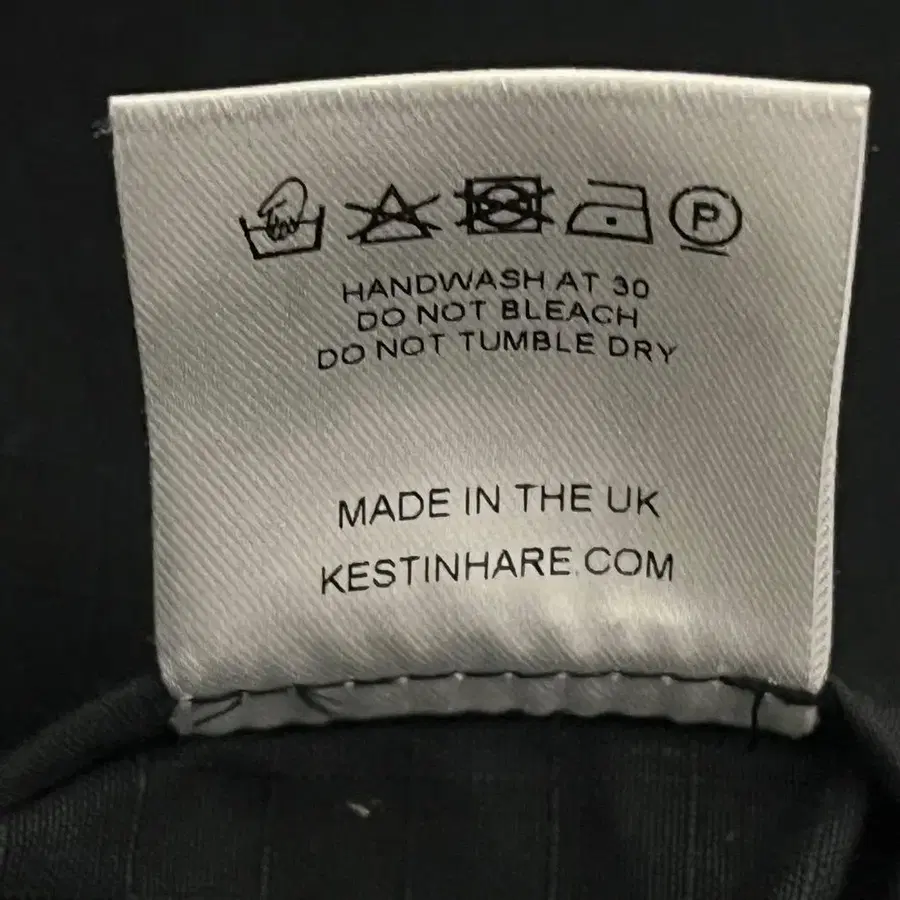 P
HANDWASH AT 30
DO NOT BLEACH
DO NOT TUMBLE DRY
MADE IN THE UK
KESTINHARE.COM